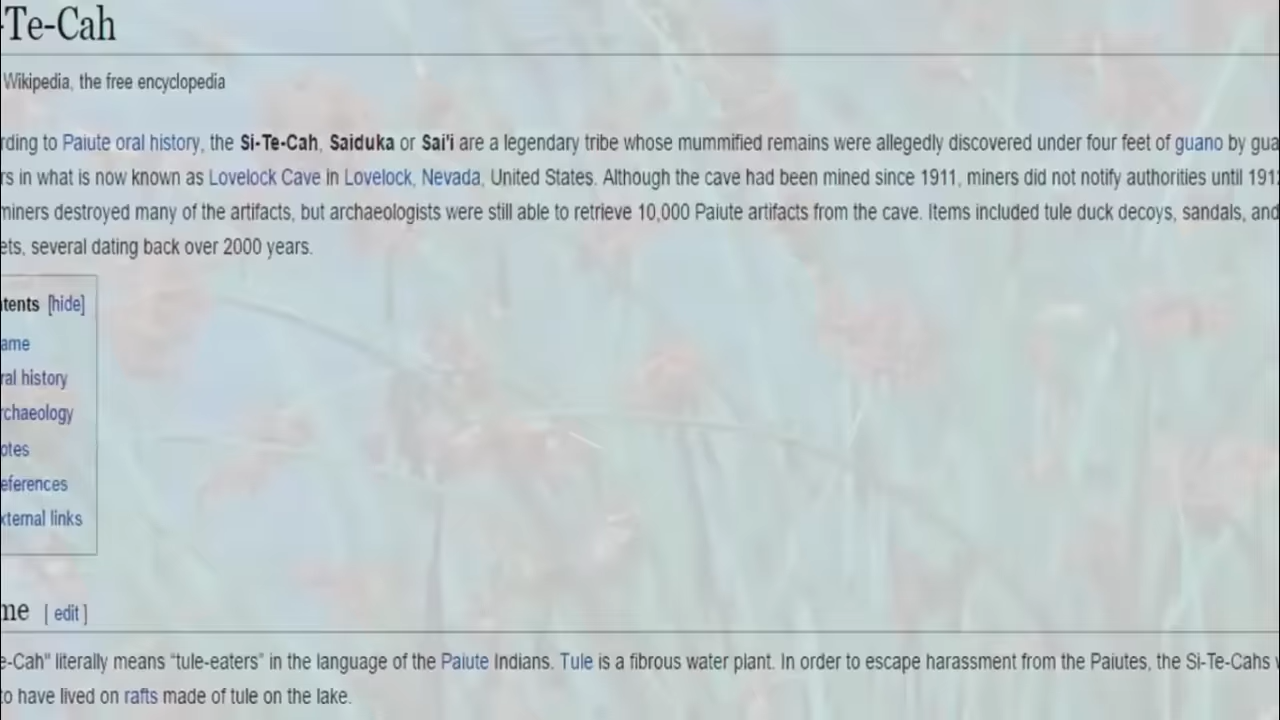 -Te-Cah
Wikipedia, the free encyclopedia
rding to Paiute oral history, the Si-Te-Cah, Saiduka or Sai'i are a legendary tribe whose mummified remains were allegedly discovered under four feet of guano by gua
rs in what is now known as Lovelock Cave in Lovelock, Nevada, United States. Although the cave had been mined since 1911, miners did not notify authorities until 191
miners destroyed many of the artifacts, but archaeologists were still able to retrieve 10,000 Paiute artifacts from the cave. Items included tule duck decoys, sandals, and
ets, several dating back over 2000 years.
tents [hide]
ame
ral history
rchaeology
otes
eferences
xternal links
me [ edit ]
e-Cah" literally means "tule-eaters" in the language of the Paiute Indians. Tule is a fibrous water plant. In order to escape harassment from the Paiutes, the Si-Te-Cahs
to have lived on rafts made of tule on the lake.